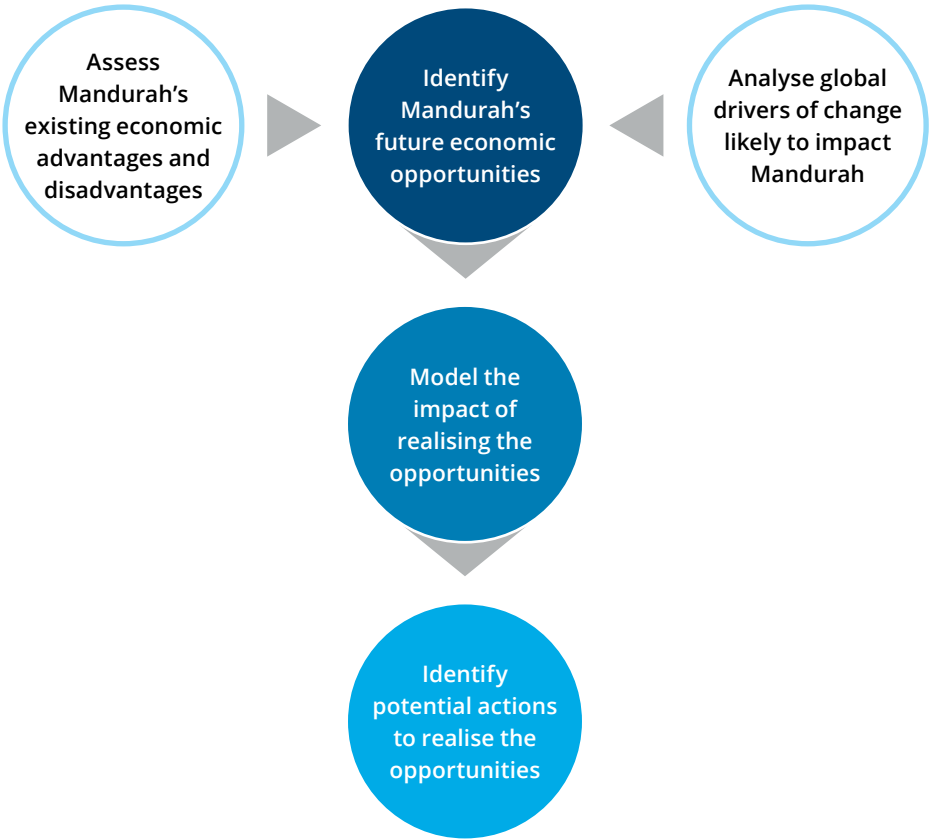 Assess
Mandurah’s
existing economic
advantages and
disadvantages
Identify
Mandurah’s
future economic
opportunities
Analyse global
drivers of change
likely to impact
Mandurah
Model the
impact of
realising the
opportunities
Identify
potential actions
to realise the
opportunities